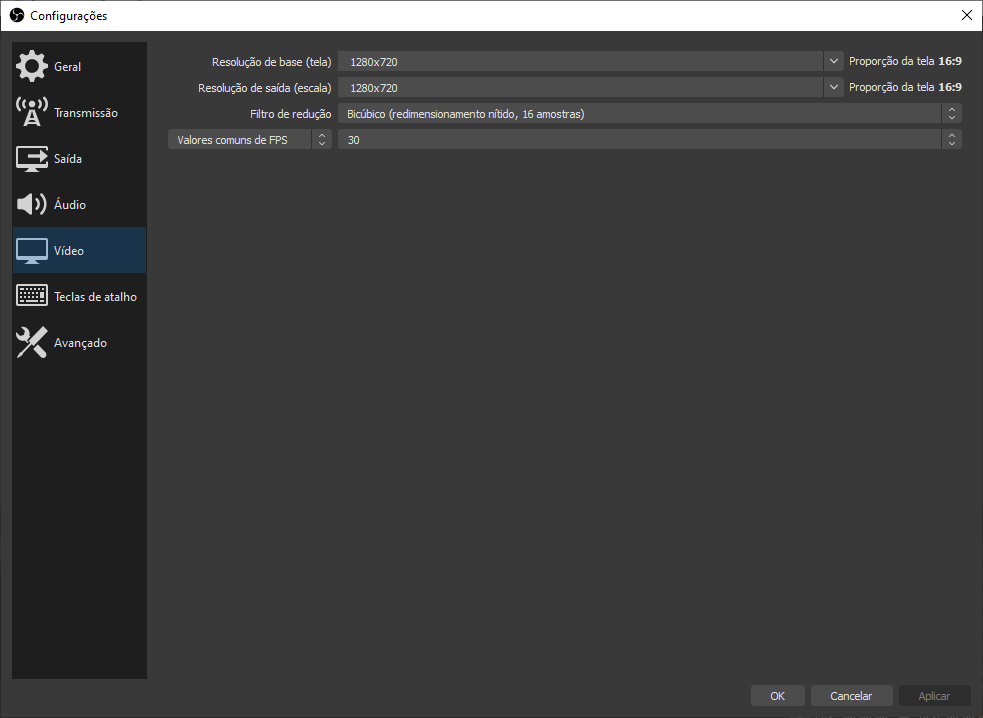 Configurações
Geral
Transmissão
Saída
Áudio
Vídeo
Teclas de atalho
Avançado
Resolução de base (tela) 1280x720 Proporção da tela 16:9
Resolução de saída (escala) 1280x720 Proporção da tela 16:9
Filtro de redução Bicúbico (redimensionamento nítido, 16 amostras)
Valores comuns de FPS 30
OK Cancelar Aplicar